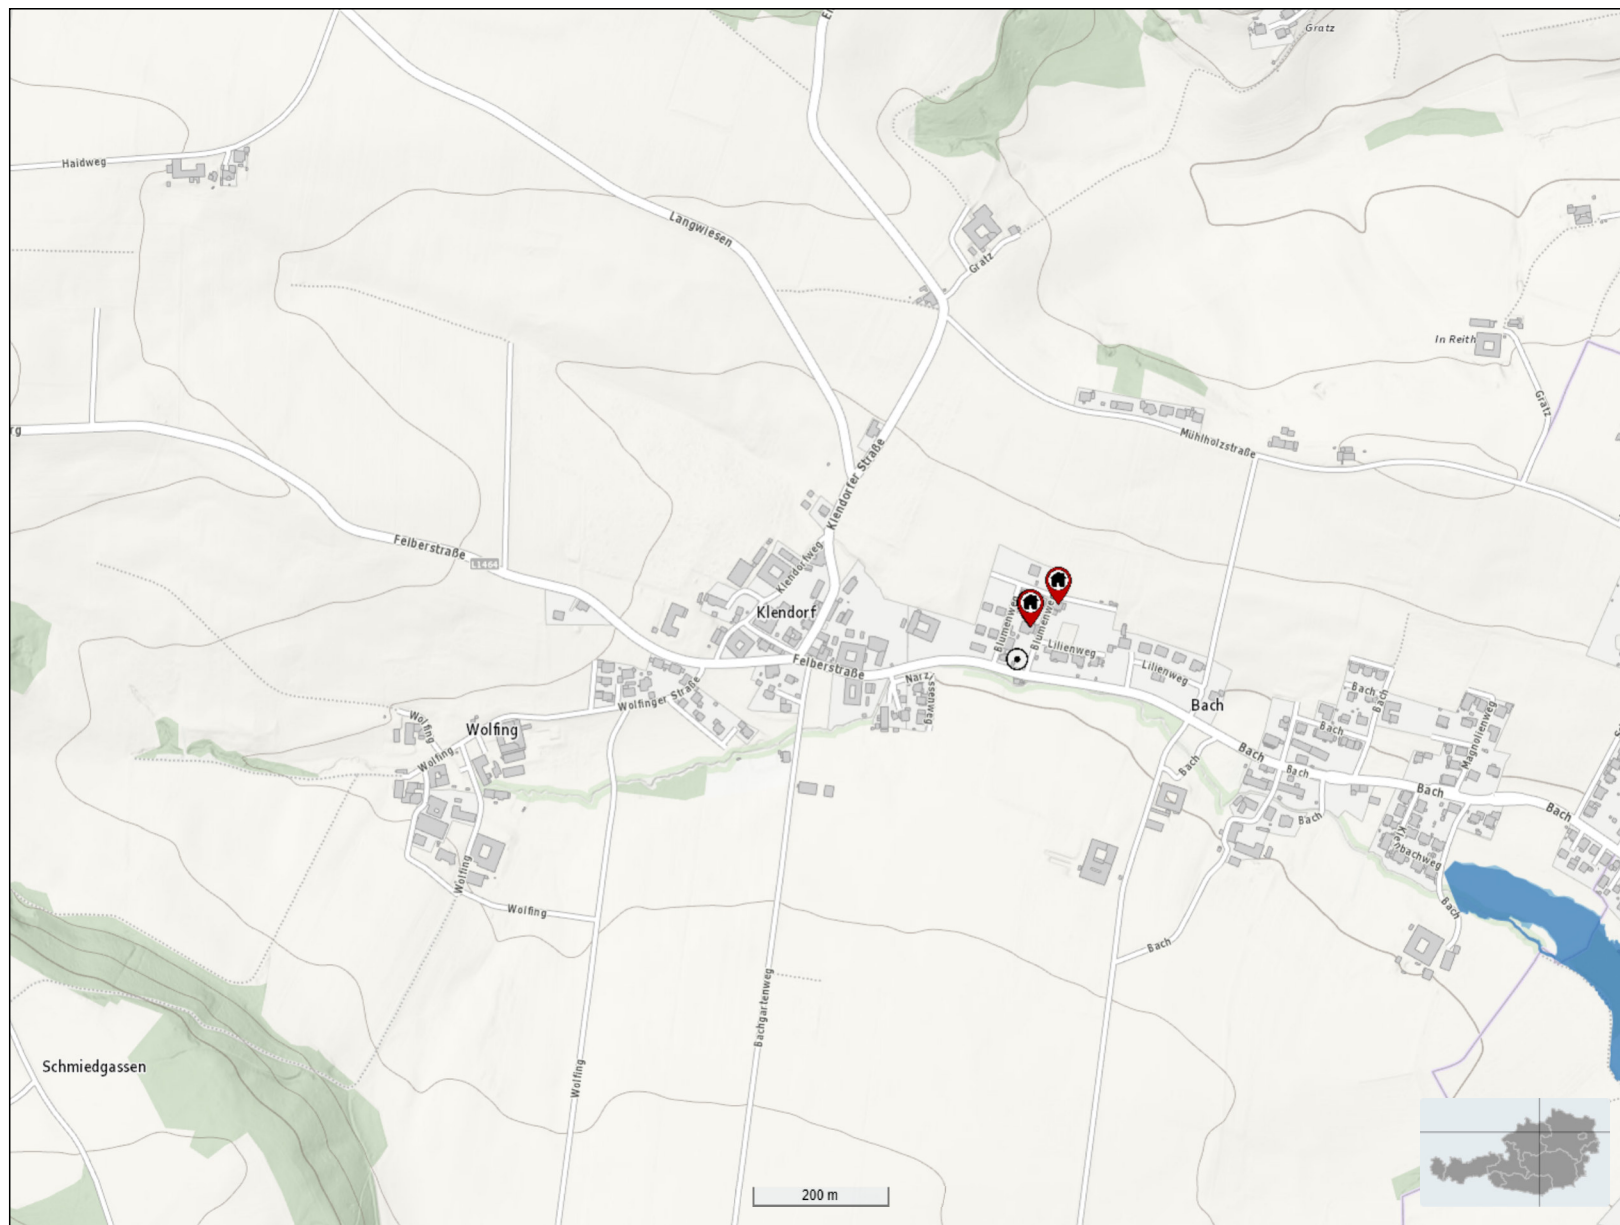 Gratz
Haidweg
Langwiesen
Gratz
In Reith
Gratz
Klendorfer Straße
Mühlholzstraße
Felberstraße
L1464
Klendorfweg
Klendorf
Blumenweg
Lilienweg
Felberstraße
Lilienweg
Narzissenweg
Wolfinger Straße
Bach
Bach
Bach
Wolfing
Wolfing
Wolfing
Bach
Magnolienweg
Bach
Bach
Bach
Bach
Bach
Bach
Wolfing
Wolfing
Bach
Bach
Bachgartenweg
Schmiedgassen
Wolfing
200 m